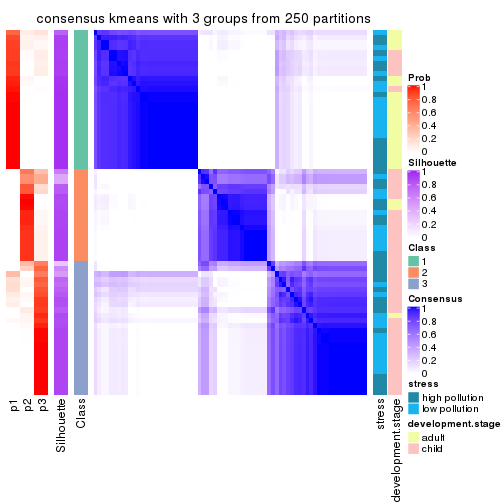 consensus kmeans with 3 groups from 250 partitions
Prob
1
0.8
0.6
0.4
0.2
0
Silhouette
1
0.8
0.6
0.4
0.2
0
Class
1
2
3
Consensus
1
0.8
0.6
0.4
0.2
0
stress
high pollution
low pollution
development.stage
adult
child
p1
p2
p3
Silhouette
Class
stress
development.stage